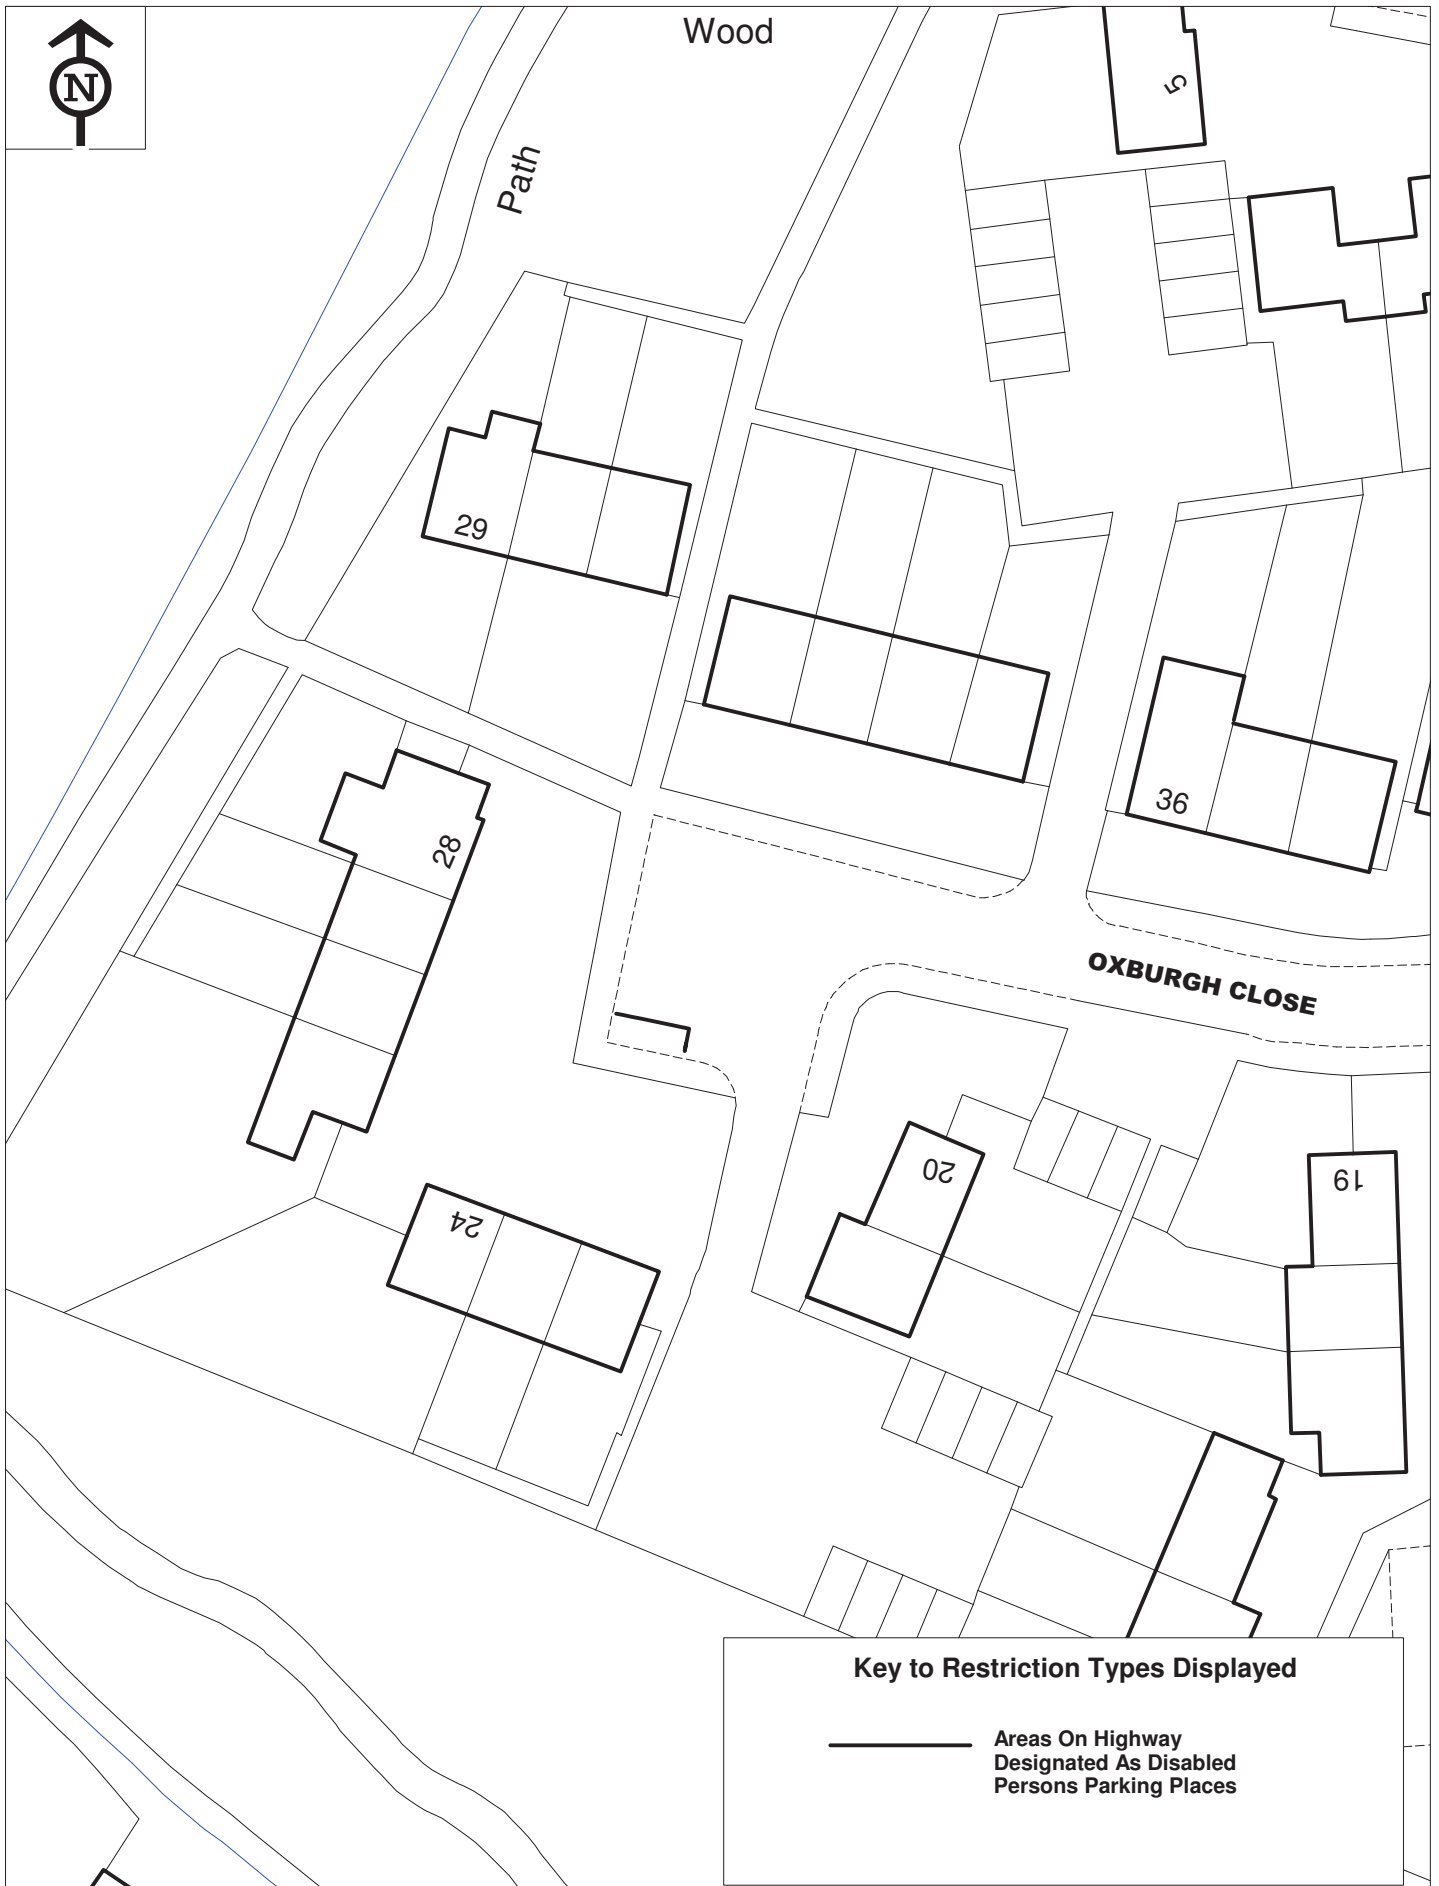 Wood
N
5
Path
29
36
28
OXBURGH CLOSE
20
19
24
Key to Restriction Types Displayed
Areas On Highway
Designated As Disabled
Persons Parking Places